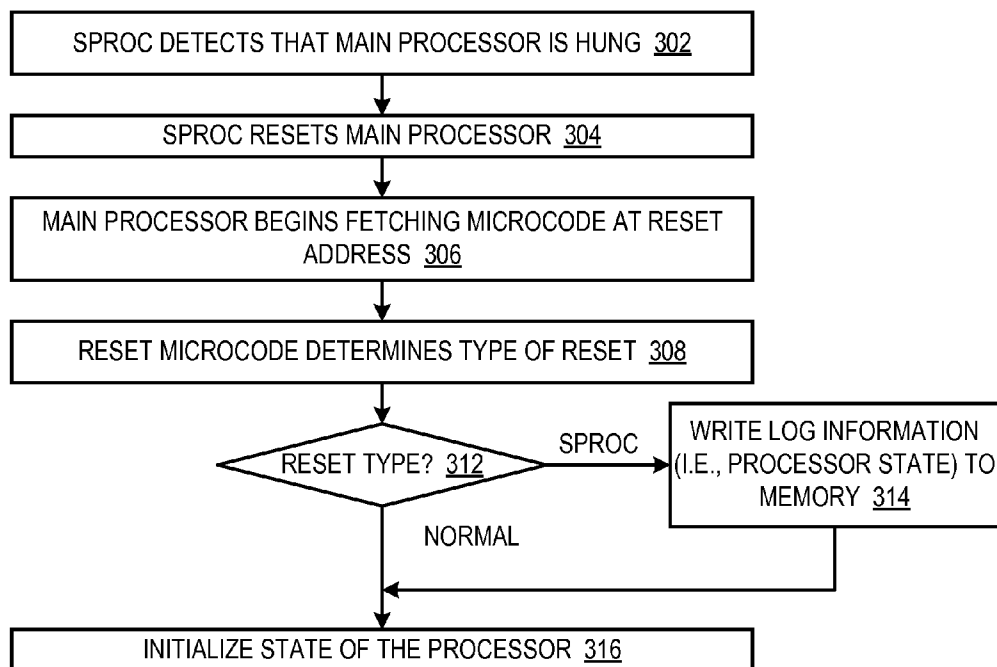 SPROC DETECTS THAT MAIN PROCESSOR IS HUNG 302
SPROC RESETS MAIN PROCESSOR 304
MAIN PROCESSOR BEGINS FETCHING MICROCODE AT RESET
ADDRESS 306
RESET MICROCODE DETERMINES TYPE OF RESET 308
RESET TYPE? 312
SPROC
WRITE LOG INFORMATION
(I.E., PROCESSOR STATE) TO
MEMORY 314
NORMAL
INITIALIZE STATE OF THE PROCESSOR 316